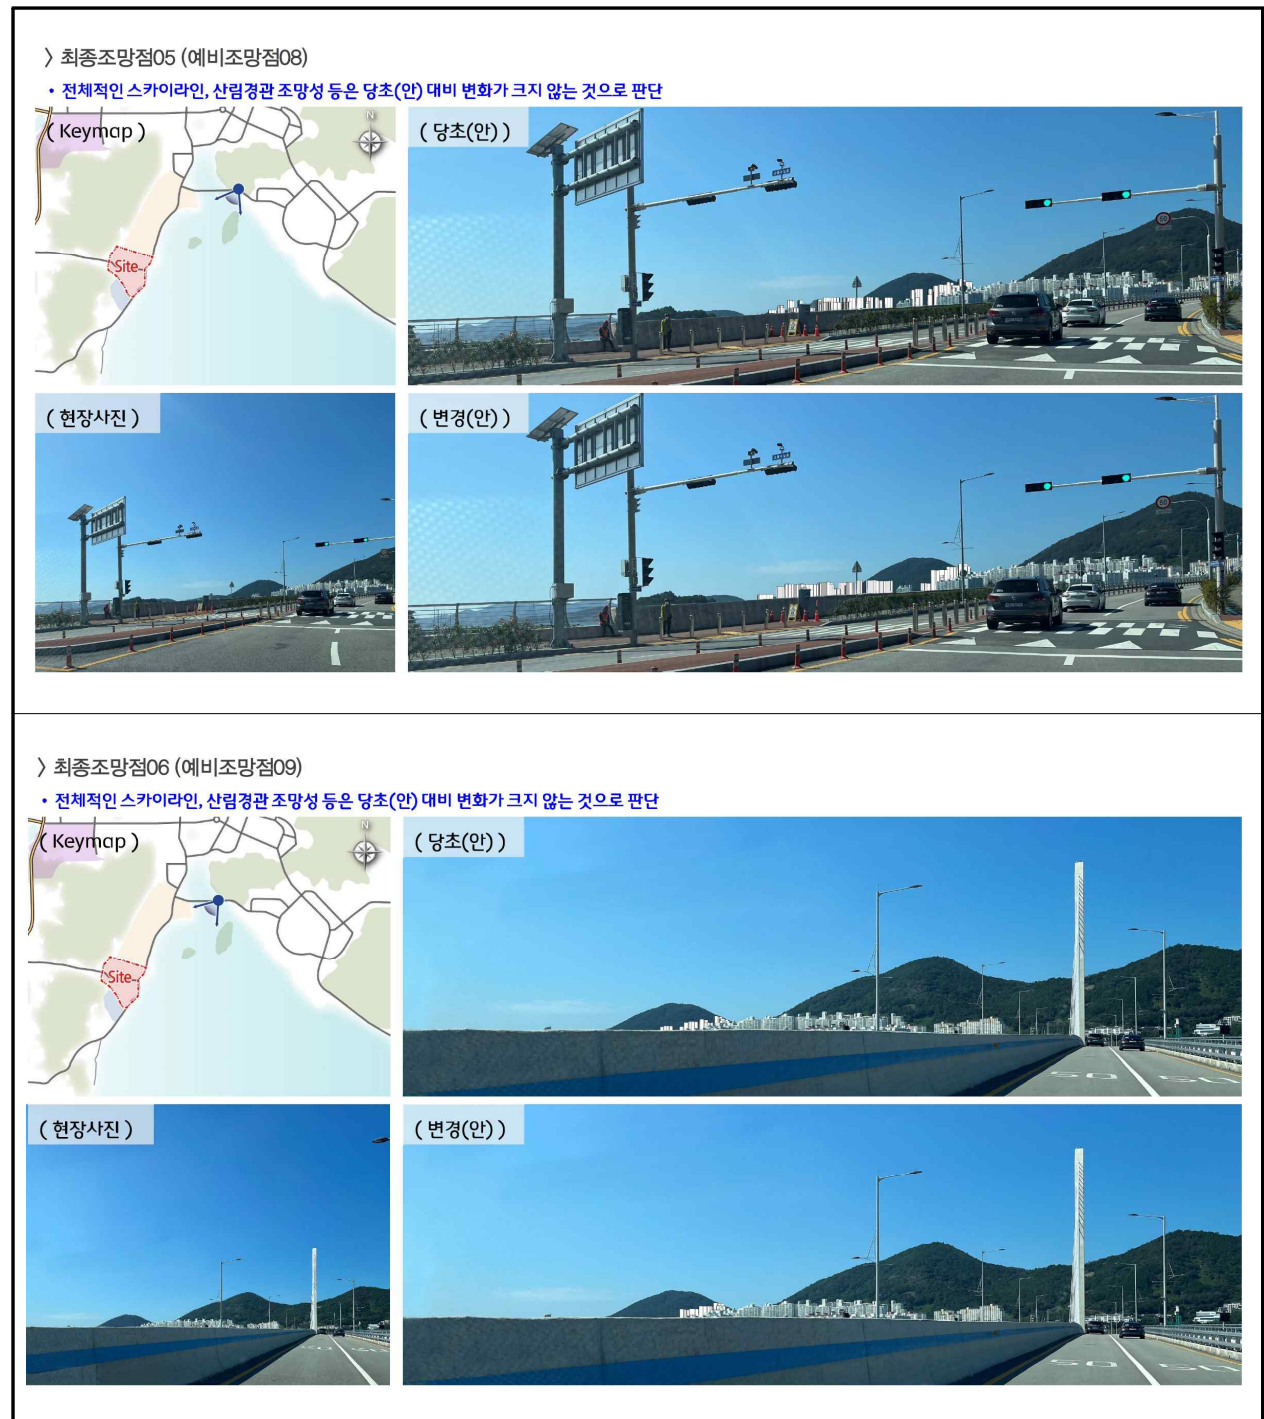 〉최종조망점05 (예비조망점08)
• 전체적인 스카이라인, 산림경관 조망성 등은 당초(안) 대비 변화가 크지 않는 것으로 판단
( Keymap )
N
Site
( 당초(안) )
50
( 현장사진 )
( 변경(안) )
50
〉최종조망점06 (예비조망점09)
• 전체적인 스카이라인, 산림경관 조망성 등은 당초(안) 대비 변화가 크지 않는 것으로 판단
( Keymap )
N
Site
( 당초(안) )
50
( 현장사진 )
( 변경(안) )
50